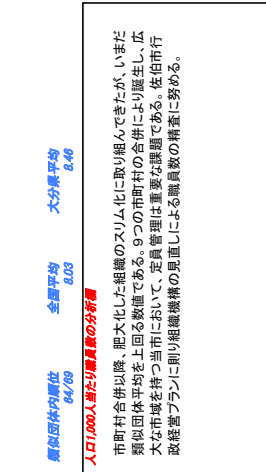 類似団体内順位 全国平均 大分県平均
64/69 8.03 8.46
人口1,000人当たり職員数の分析欄
市町村合併以降、肥大化した組織のスリム化に取り組んできたが、いまだ
類似団体平均を上回る数値である。9つの市町村の合併により誕生し、広
大な市域を持つ当市において、定員管理は重要な課題である。佐伯市行
政経営プランに則り組織機構の見直しによる職員数の精査に努める。